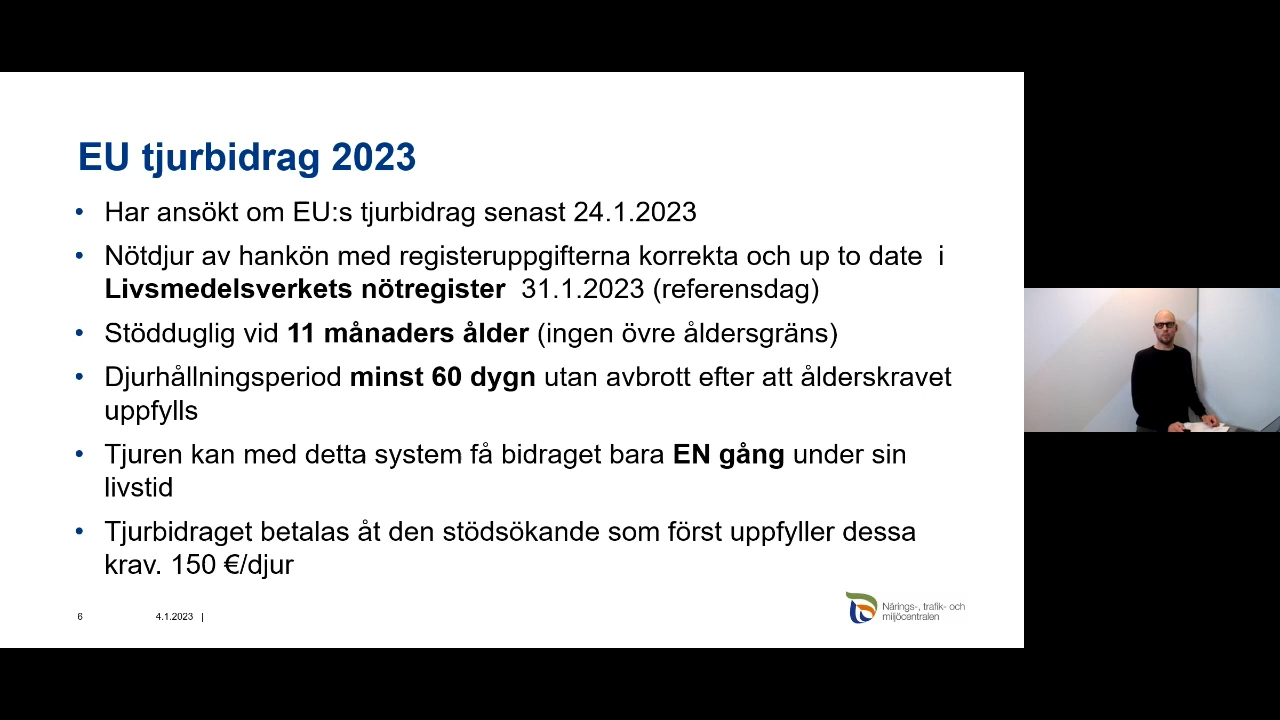 EU tjurbidrag 2023
• Har ansökt om EU:s tjurbidrag senast 24.1.2023
• Nötdjur av hankön med registeruppgifterna korrekta och up to date  i
Livsmedelsverkets nötregister  31.1.2023 (referensdag)
• Stödduglig vid 11 månaders ålder (ingen övre åldersgräns)
• Djurhållningsperiod minst 60 dygn utan avbrott efter att ålderskravet
uppfylls
• Tjuren kan med detta system få bidraget bara EN gång under sin
livstid
• Tjurbidraget betalas åt den stödsökande som först uppfyller dessa
krav. 150 €/djur
6 4.1.2023 |
Närings-, trafik- och
miljöcentralen